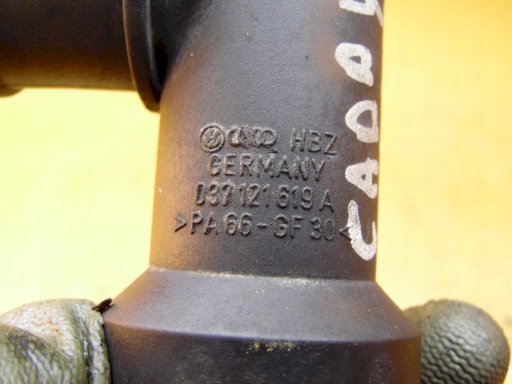 HBZ
GERMANY
037 121 619 A
>PA 66-GF 30<